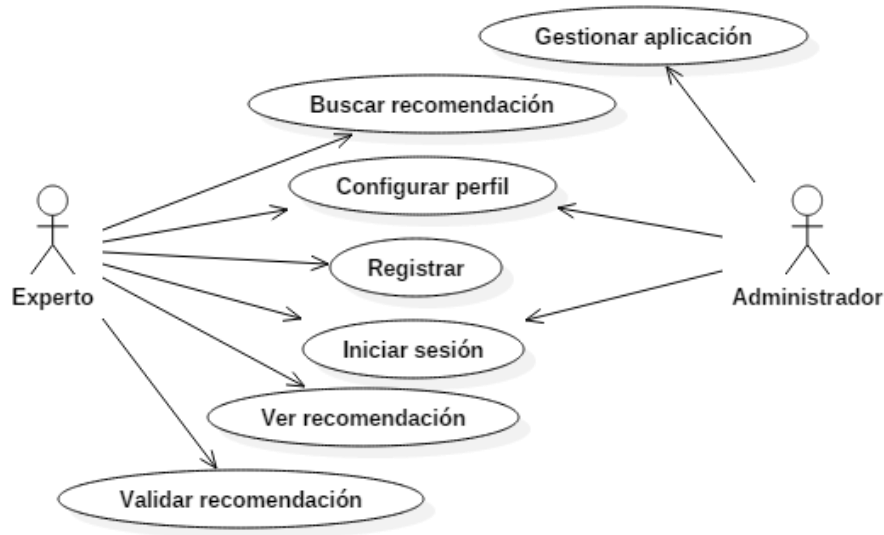 Gestionar aplicación
Buscar recomendación
Configurar perfil
Registrar
Experto
Administrador
Iniciar sesión
Ver recomendación
Validar recomendación